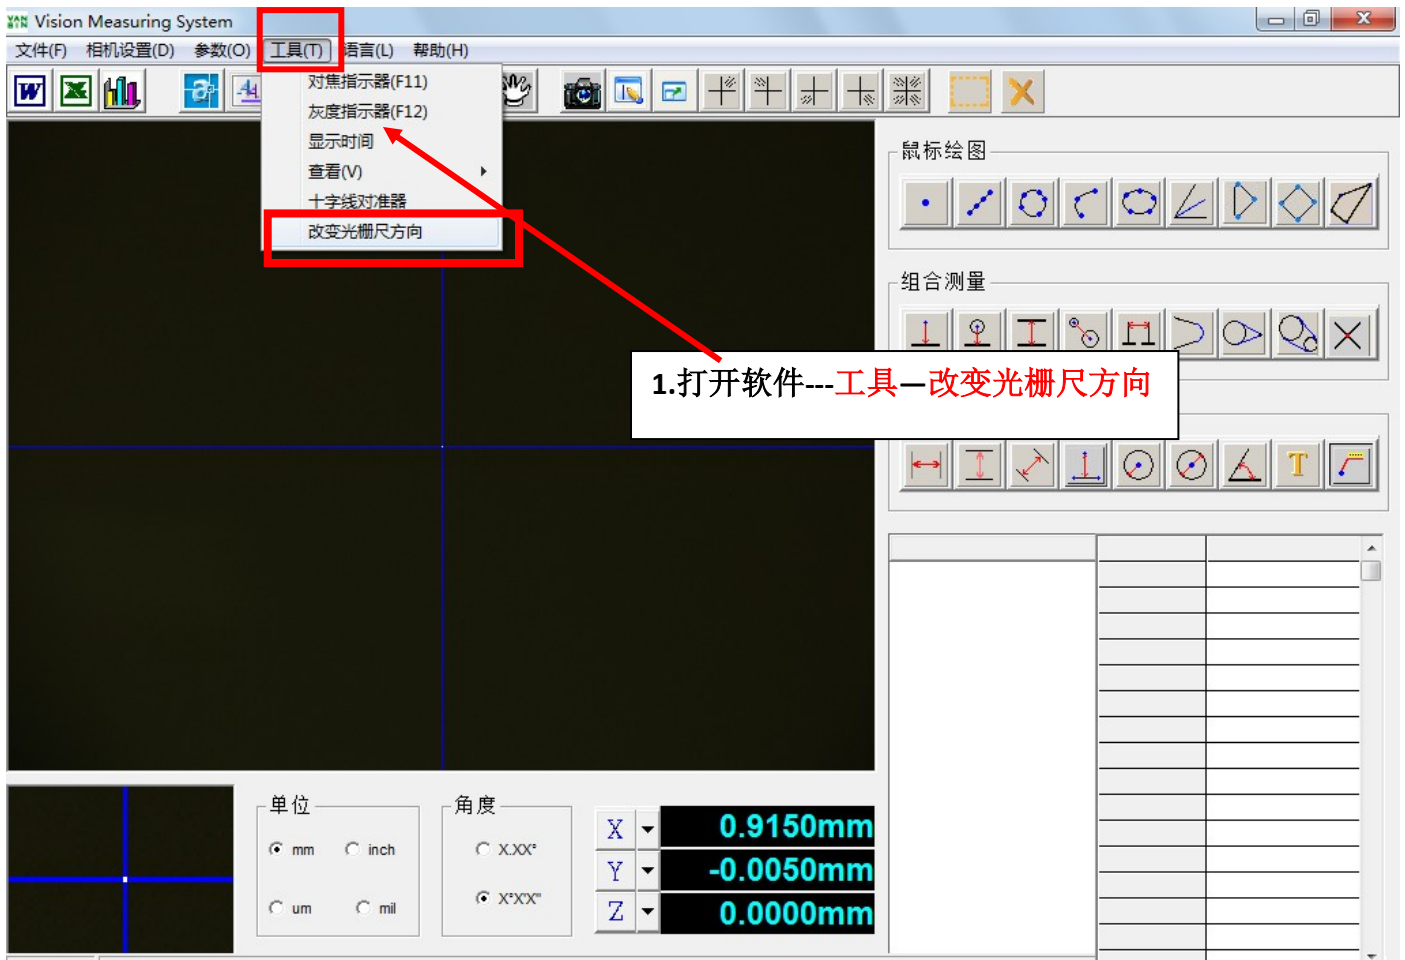 Vision Measuring System
文件(F) 相机设置(D) 参数(O) 工具(T) 语言(L) 帮助(H)
对焦指示器(F11)
灰度指示器(F12)
显示时间
查看(V)
十字线对准器
改变光栅尺方向
鼠标绘图
组合测量
1.打开软件---工具—改变光栅尺方向
T
单位
mm inch
um mil
角度
X.XX°
X°X'X"
X 0.9150mm
Y -0.0050mm
Z 0.0000mm